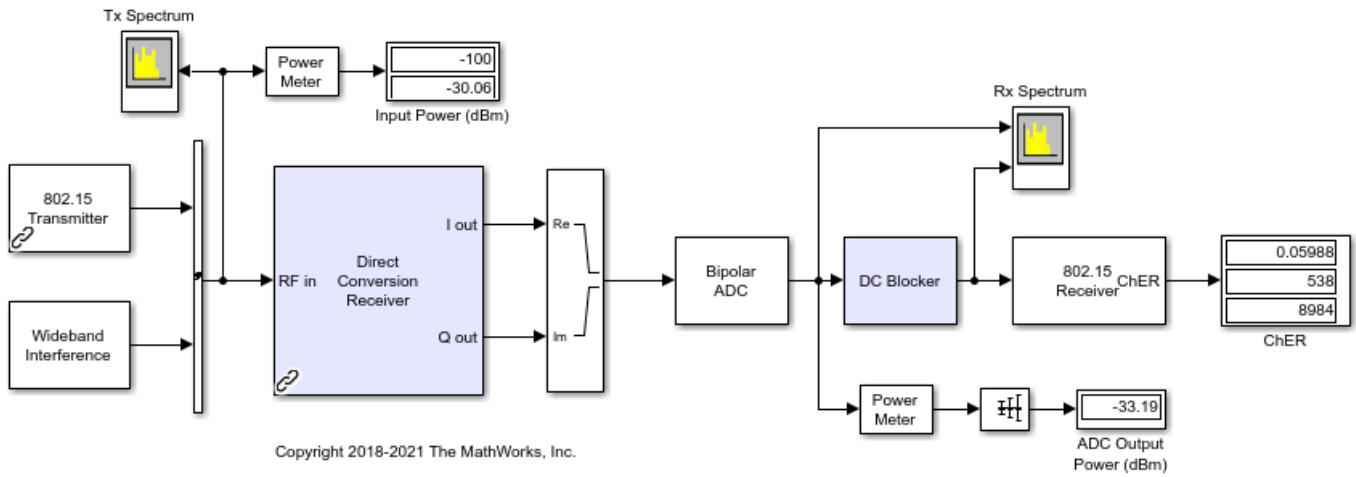 Tx Spectrum
Power
Meter
-100
-30.06
Input Power (dBm)
Rx Spectrum
802.15
Transmitter
Wideband
Interference
RF in
Direct
Conversion
Receiver
I out
Q out
Re
Im
Bipolar
ADC
DC Blocker
802.15
Receiver
ChER
0.05988
538
8984
ChER
Power
Meter
-33.19
ADC Output
Power (dBm)
Copyright 2018-2021 The MathWorks, Inc.